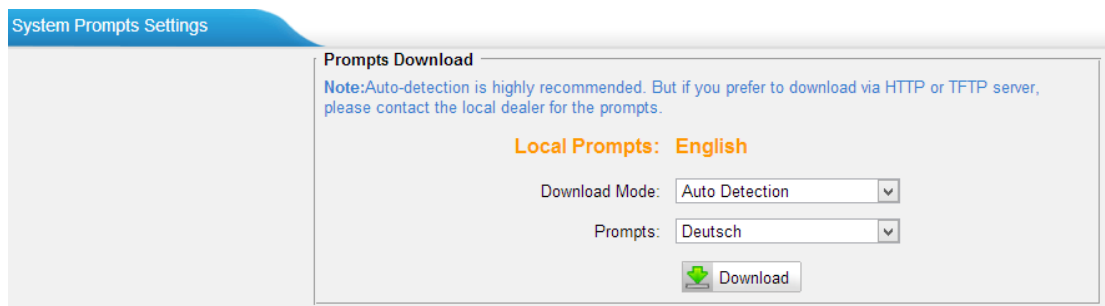 System Prompts Settings
Prompts Download
Note:Auto-detection is highly recommended. But if you prefer to download via HTTP or TFTP server,
please contact the local dealer for the prompts.
Local Prompts: English
Download Mode: Auto Detection
Prompts: Deutsch
Download